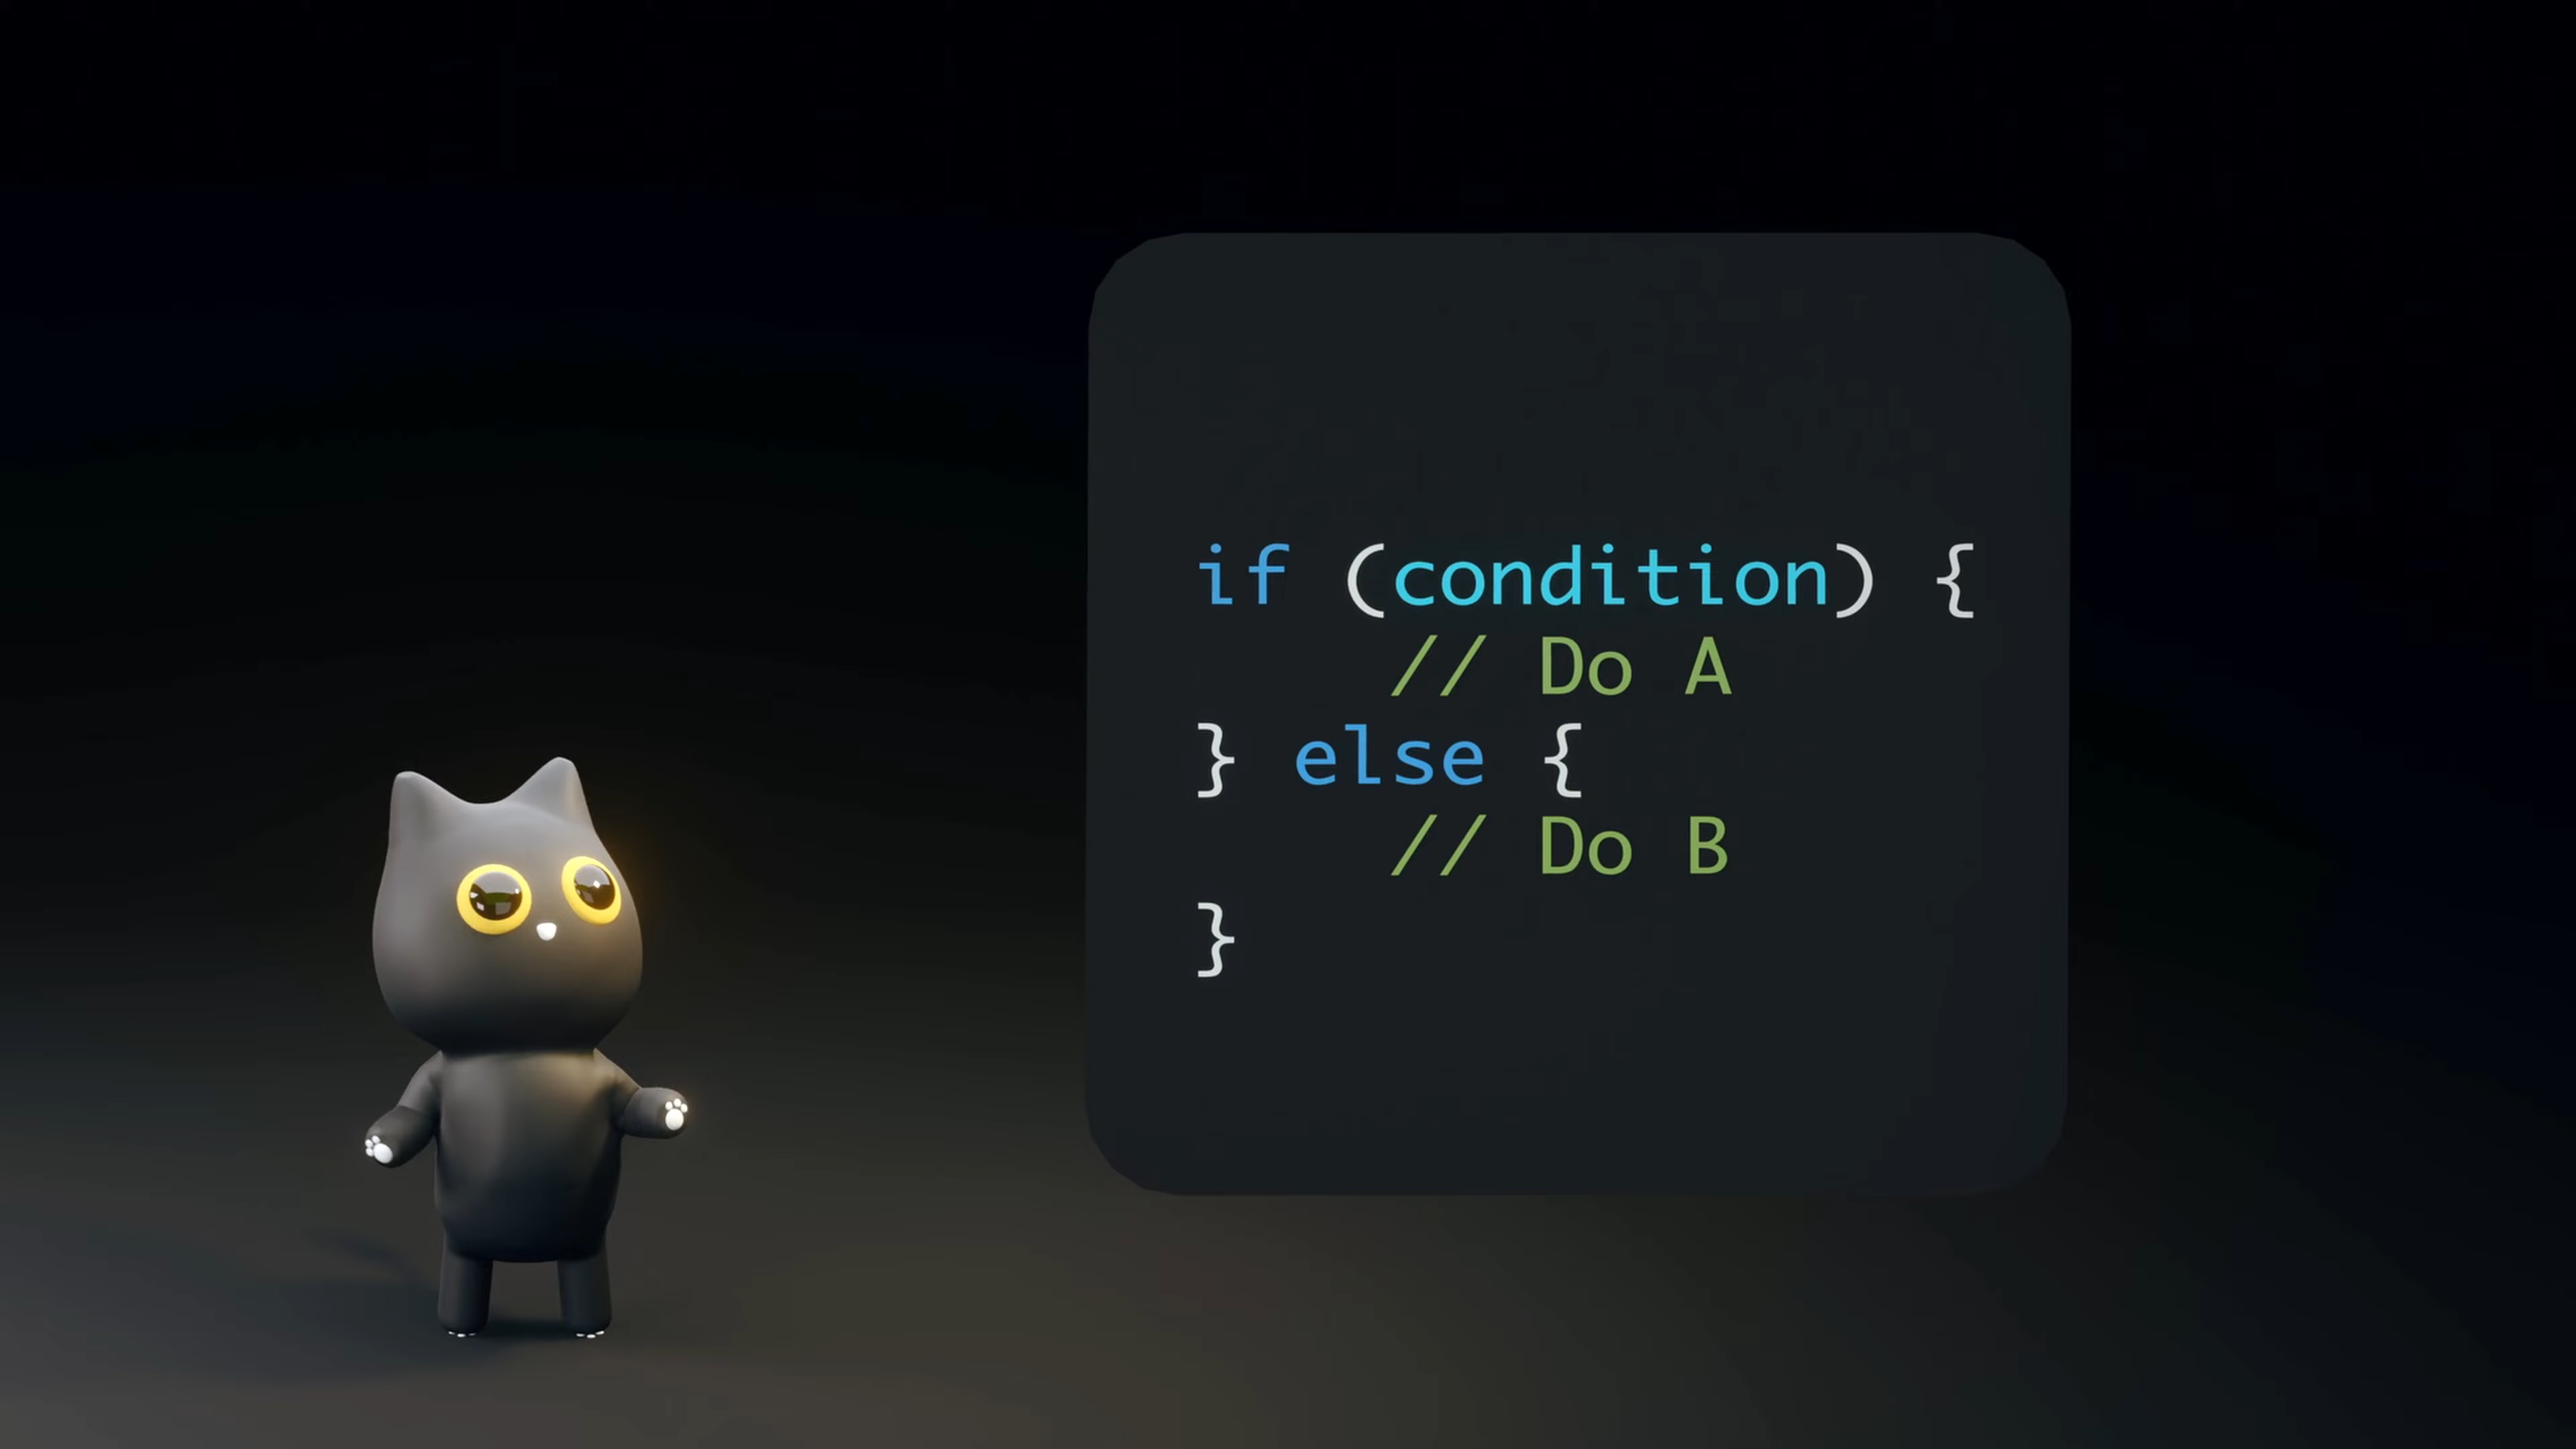 if (condition) {
    // Do A
} else {
    // Do B
}